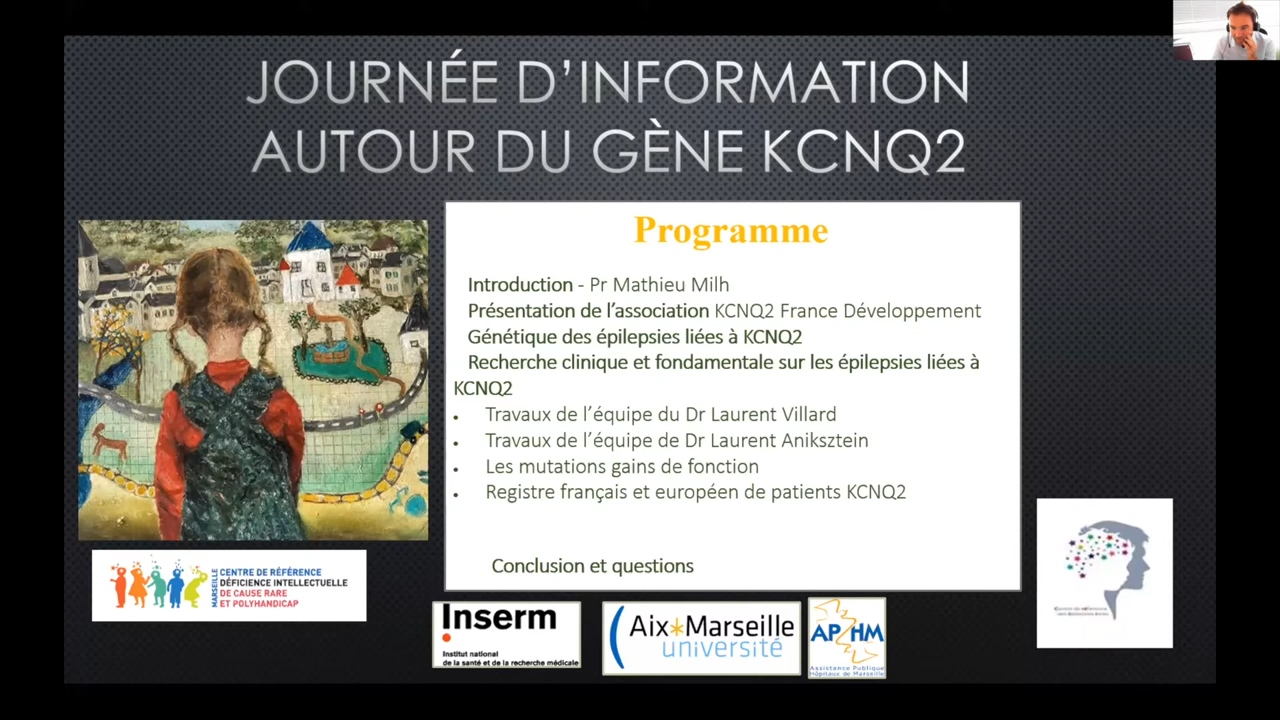 JOURNÉE D’INFORMATION
AUTOUR DU GÈNE KCNQ2
Programme
Introduction - Pr Mathieu Milh
Présentation de l’association KCNQ2 France Développement
Génétique des épilepsies liées à KCNQ2
Recherche clinique et fondamentale sur les épilepsies liées à
KCNQ2
• Travaux de l’équipe du Dr Laurent Villard
• Travaux de l’équipe de Dr Laurent Aniksztein
• Les mutations gains de fonction
• Registre français et européen de patients KCNQ2
Conclusion et questions
MARSEILLE
CENTRE DE RÉFÉRENCE
DÉFICIENCE INTELLECTUELLE
DE CAUSE RARE
ET POLYHANDICAP
Inserm
Institut national
de la santé et de la recherche médicale
Aix*Marseille
université
AP HM
Assistance Publique
Hôpitaux de Marseille